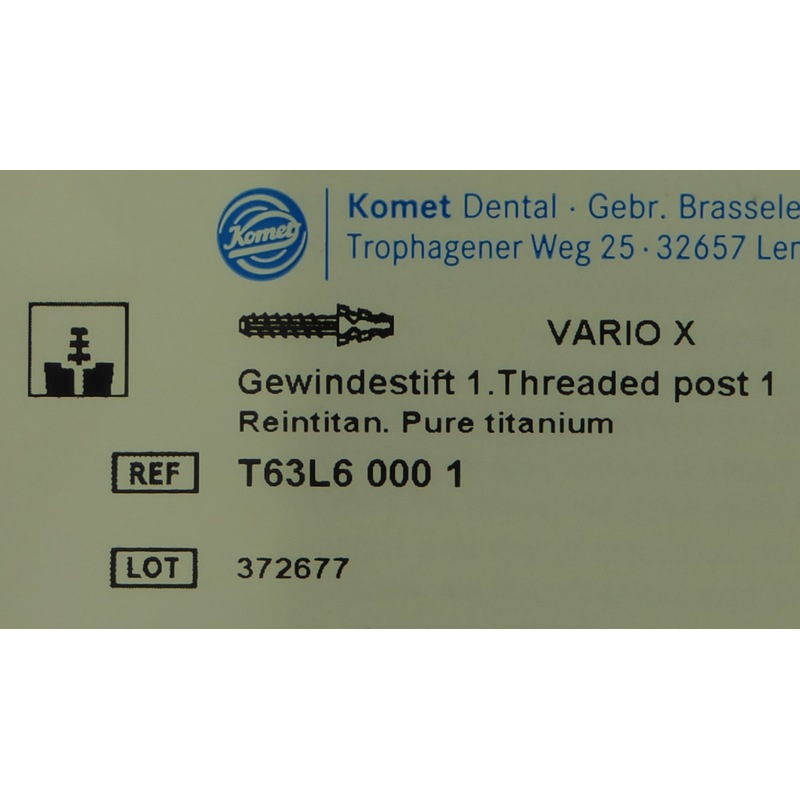 Komet
Komet Dental · Gebr. Brassele
Trophagener Weg 25 · 32657 Lem
VARIO X
Gewindestift 1.Threaded post 1
Reintitan. Pure titanium
REF T63L6 000 1
LOT 372677